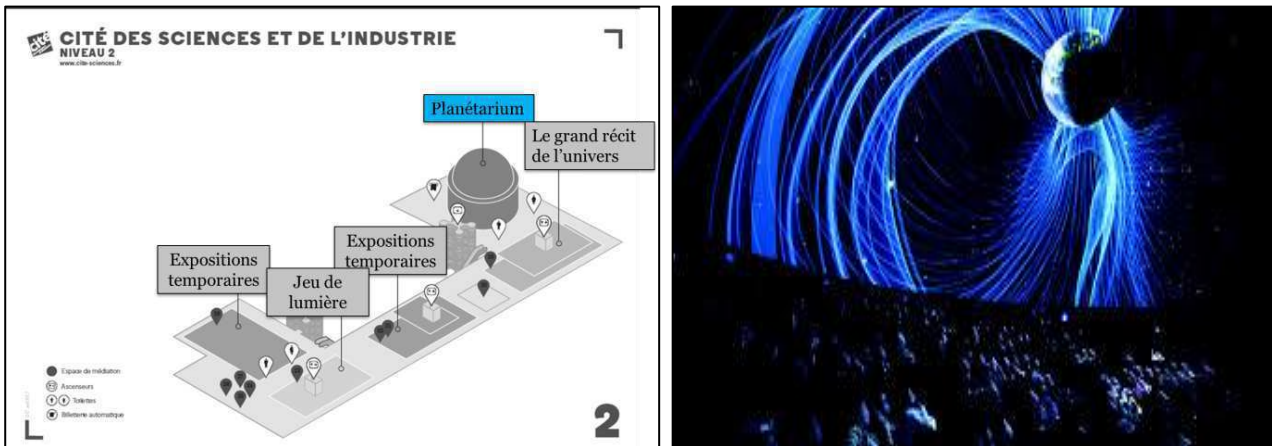 cité
CITÉ DES SCIENCES ET DE L'INDUSTRIE
NIVEAU 2
www.cite-sciences.fr
Planétarium
Le grand récit
de l'univers
Expositions
temporaires
Expositions
temporaires
Jeu de
lumière
Espace de médiation
Ascenseurs
Toilettes
Billetterie automatique
2